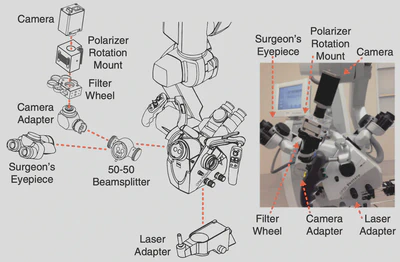 Camera
Polarizer
Rotation
Mount
Filter
Wheel
Camera
Adapter
Surgeon's
Eyepiece
50-50
Beamsplitter
Laser
Adapter
Surgeon's
Eyepiece
Polarizer
Rotation
Mount
Camera
Filter
Wheel
Camera
Adapter
Laser
Adapter